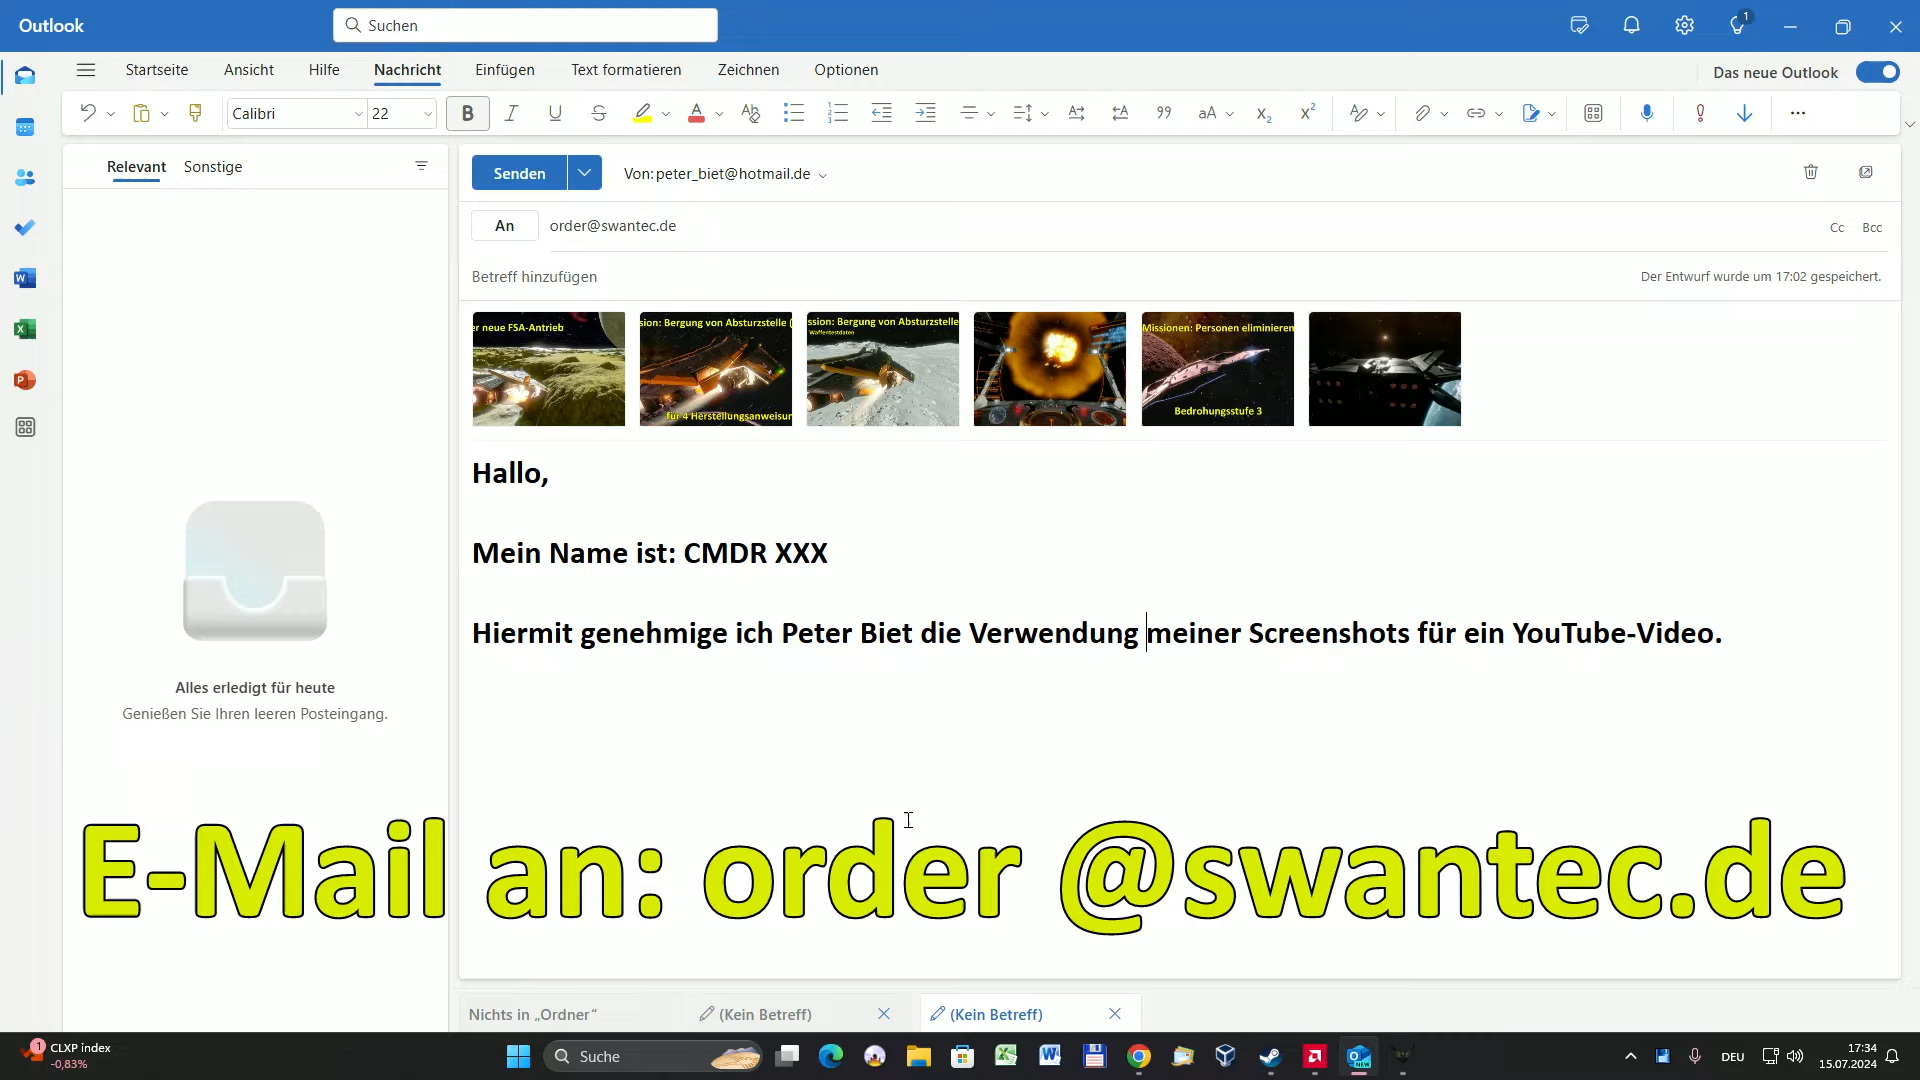 Outlook
Suchen
1
Startseite Ansicht Hilfe Nachricht Einfügen Text formatieren Zeichnen Optionen
Das neue Outlook
Calibri 22
Relevant Sonstige
Senden
Von: peter_biet@hotmail.de
An order@swantec.de
Cc Bcc
Betreff hinzufügen
Der Entwurf wurde um 17:02 gespeichert.
er neue FSA-Antrieb
sion: Bergung von Absturzstelle (
für 4 Herstellungsanweisun
ssion: Bergung von Absturzstelle
Waffentestdaten
Missionen: Personen eliminieren
Bedrohungsstufe 3
Hallo,
Mein Name ist: CMDR XXX
Hiermit genehmige ich Peter Biet die Verwendung meiner Screenshots für ein YouTube-Video.
Alles erledigt für heute
Genießen Sie Ihren leeren Posteingang.
E-Mail an: order @swantec.de
Nichts in „Ordner“
(Kein Betreff)
(Kein Betreff)
1
CLXP index
-0,83%
Suche
DEU
17:34
15.07.2024